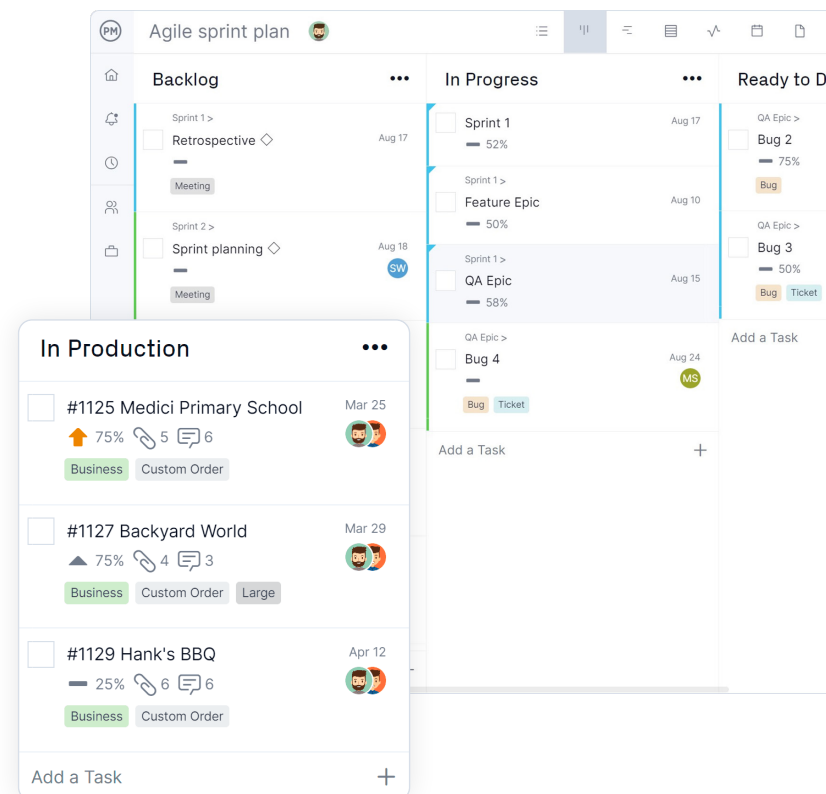 PM
Agile sprint plan
Backlog
•••
Sprint 1 >
Retrospective
Aug 17
Meeting
Sprint 2 >
Sprint planning
Aug 18
SW
Meeting
In Progress
•••
Sprint 1
Aug 17
52%
Sprint 1 >
Feature Epic
Aug 10
50%
Sprint 1 >
QA Epic
Aug 15
58%
QA Epic >
Bug 4
Aug 24
MS
Bug Ticket
Add a Task +
Ready to D
QA Epic >
Bug 2
75%
Bug
QA Epic >
Bug 3
50%
Bug Ticket
Add a Task
In Production
•••
#1125 Medici Primary School
Mar 25
75% 5 6
Business Custom Order
#1127 Backyard World
Mar 29
75% 4 3
Business Custom Order Large
#1129 Hank's BBQ
Apr 12
25% 6 6
Business Custom Order
Add a Task +